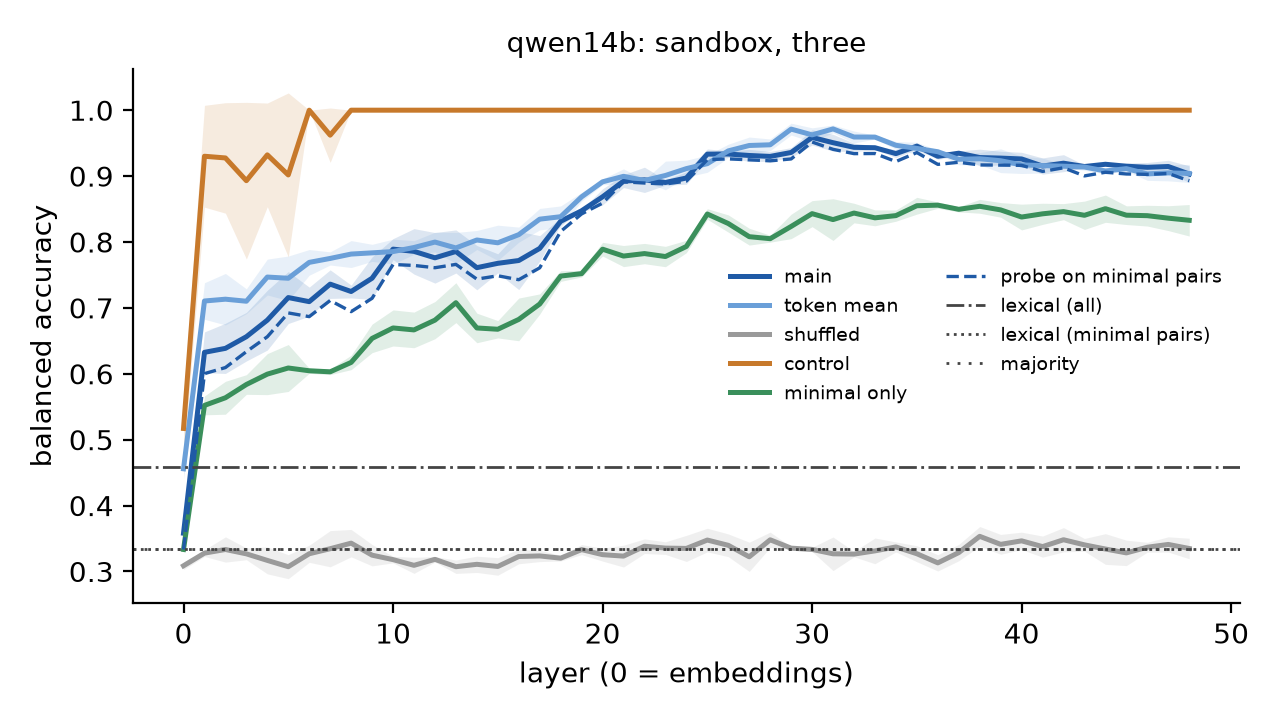 qwen14b: sandbox, three
balanced accuracy
1.0
0.9
0.8
0.7
0.6
0.5
0.4
0.3
main
token mean
shuffled
control
minimal only
probe on minimal pairs
lexical (all)
lexical (minimal pairs)
majority
0 10 20 30 40 50
layer (0 = embeddings)